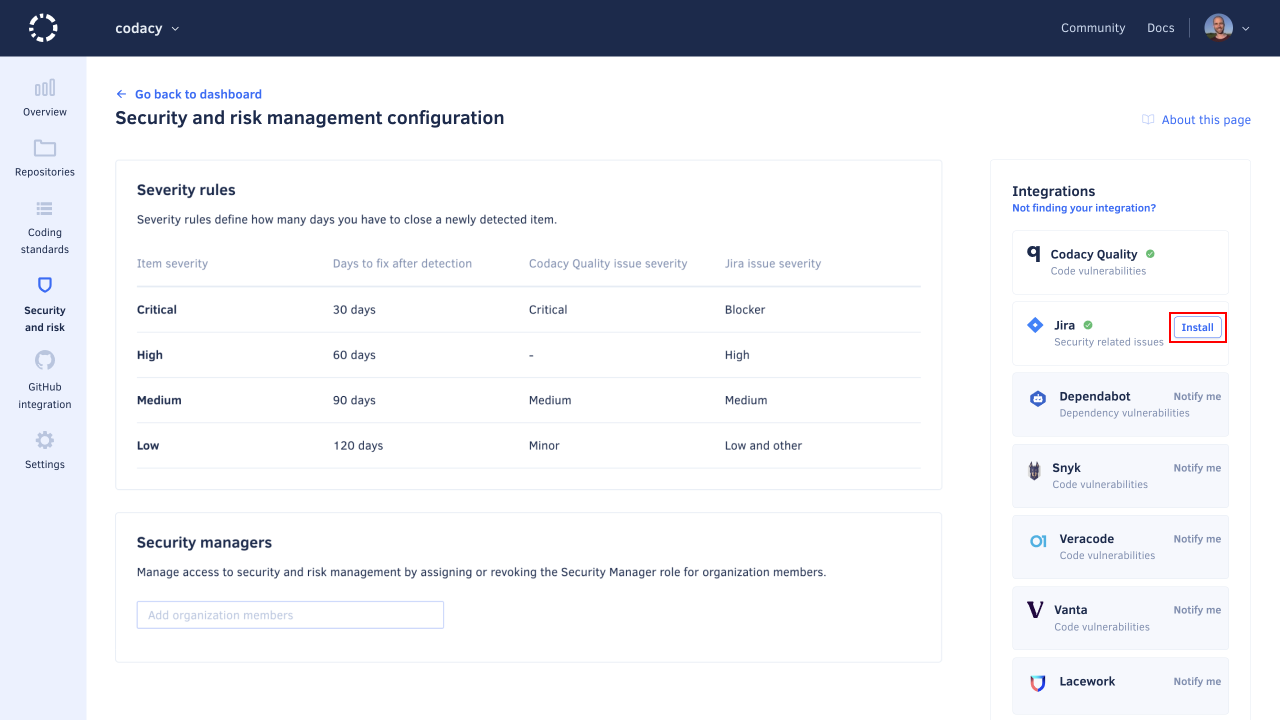 codacy
Community
Docs
Overview
Repositories
Coding
standards
Security
and risk
GitHub
integration
Settings
Go back to dashboard
Security and risk management configuration
About this page
Severity rules
Severity rules define how many days you have to close a newly detected item.
Item severity Days to fix after detection Codacy Quality issue severity Jira issue severity
Critical 30 days Critical Blocker
High 60 days - High
Medium 90 days Medium Medium
Low 120 days Minor Low and other
Security managers
Manage access to security and risk management by assigning or revoking the Security Manager role for organization members.
Add organization members
Integrations
Not finding your integration?
Codacy Quality
Code vulnerabilities
Jira Install
Security related issues
Dependabot Notify me
Dependency vulnerabilities
Snyk Notify me
Code vulnerabilities
Veracode Notify me
Code vulnerabilities
Vanta Notify me
Code vulnerabilities
Lacework Notify me